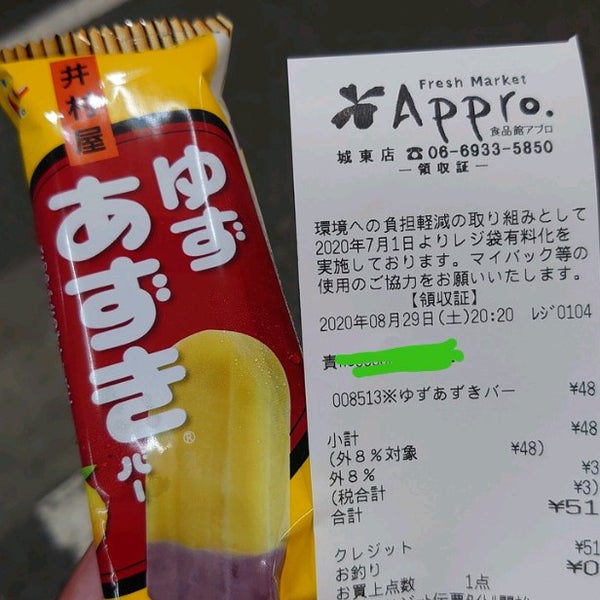 井村屋
ゆず
あずき
バー
®
Fresh Market
Appro.
食品館アプロ
城東店 ☎06-6933-5850
―領収証―
環境への負担軽減の取り組みとして
2020年7月1日よりレジ袋有料化を
実施しております。マイバック等の
使用のご協力をお願いいたします。
【領収証】
2020年08月29日(土)20:20 レジ0104
責
008513※ゆずあずきバー ¥48
小計 ¥48
(外8%対象 ¥48)
外8% ¥3
(税合計 ¥3)
合計 ¥51
クレジット ¥51
お釣り ¥0
お買上点数 1点